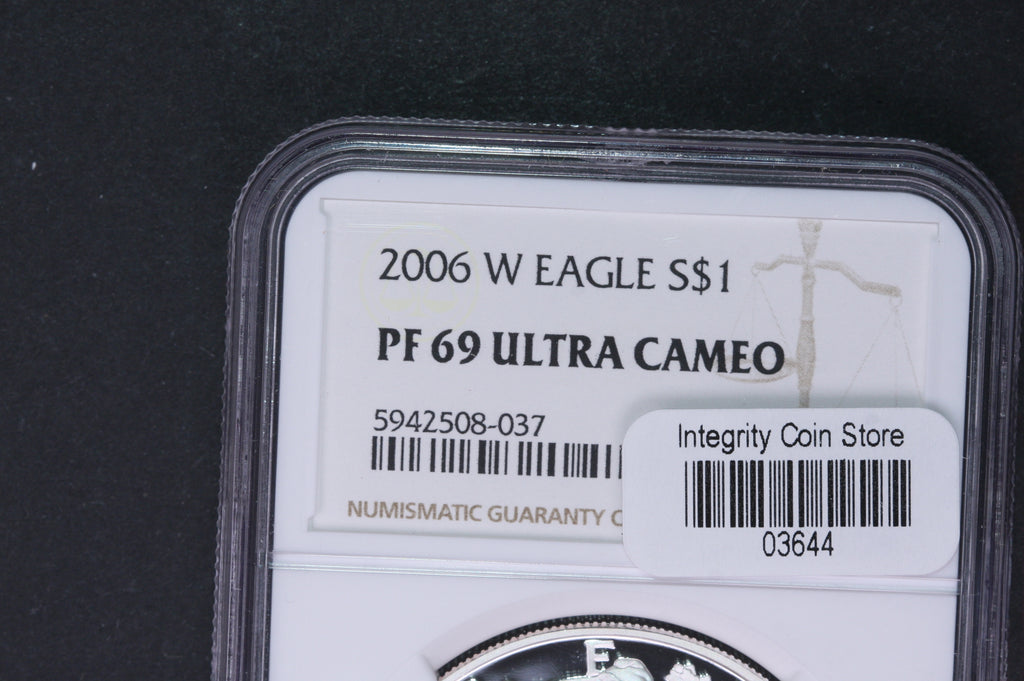 2006 W EAGLE S$1
PF 69 ULTRA CAMEO
5942508-037
NUMISMATIC GUARANTY C
Integrity Coin Store
03644
E